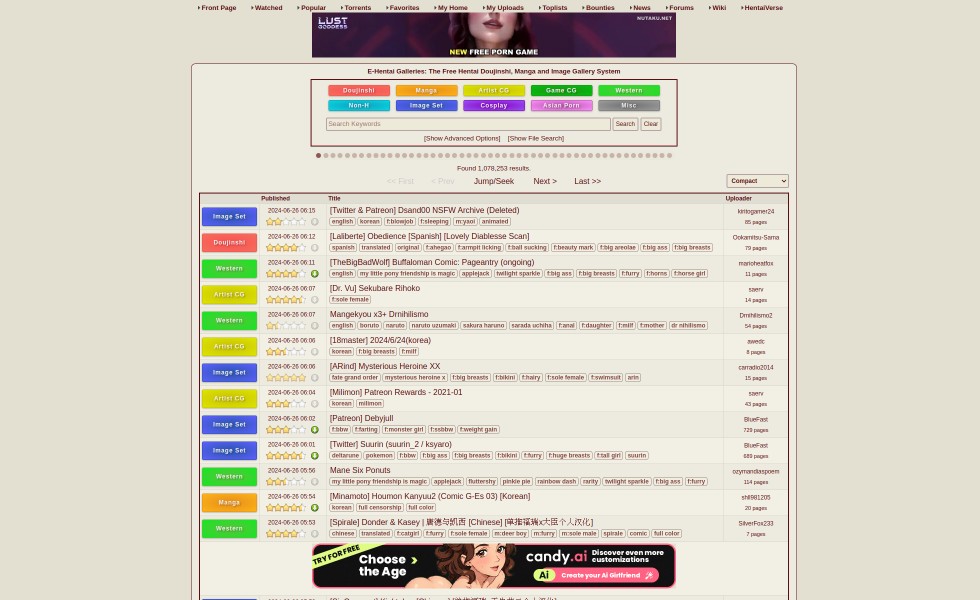 Front Page Watched Popular Torrents Favorites My Home My Uploads Toplists Bounties News Forums Wiki HentaiVerse
LUST GODDESS
NUTAKU.NET
NEW FREE PORN GAME
E-Hentai Galleries: The Free Hentai Doujinshi, Manga and Image Gallery System
Doujinshi Manga Artist CG Game CG Western
Non-H Image Set Cosplay Asian Porn Misc
Search Keywords Search Clear
[Show Advanced Options] [Show File Search]
Found 1,078,253 results.
<< First < Prev Jump/Seek Next > Last >> Compact
Published Title Uploader
Image Set 2024-06-26 06:15 [Twitter & Patreon] Dsand00 NSFW Archive (Deleted) kiritogamer24
english korean f:blowjob f:sleeping m:yaoi animated 85 pages
Doujinshi 2024-06-26 06:12 [Laliberte] Obedience [Spanish] [Lovely Diablesse Scan] Ookamitsu-Sama
spanish translated original f:ahegao f:armpit licking f:ball sucking f:beauty mark f:big areolae f:big ass f:big breasts 79 pages
Western 2024-06-26 06:11 [TheBigBadWolf] Buffaloman Comic: Pageantry (ongoing) marioheatfox
english my little pony friendship is magic applejack twilight sparkle f:big ass f:big breasts f:furry f:horns f:horse girl 11 pages
Artist CG 2024-06-26 06:07 [Dr. Vu] Sekubare Rihoko saerv
f:sole female 14 pages
Western 2024-06-26 06:07 Mangekyou x3+ Drnihilismo Drnihilismo2
english boruto naruto naruto uzumaki sakura haruno sarada uchiha f:anal f:daughter f:milf f:mother dr nihilismo 54 pages
Artist CG 2024-06-26 06:06 [18master] 2024/6/24(korea) awedc
korean f:big breasts f:milf 8 pages
Image Set 2024-06-26 06:06 [ARind] Mysterious Heroine XX carradio2014
fate grand order mysterious heroine x f:big breasts f:bikini f:hairy f:sole female f:swimsuit arin 15 pages
Artist CG 2024-06-26 06:04 [Milimon] Patreon Rewards - 2021-01 saerv
korean milimon 43 pages
Image Set 2024-06-26 06:02 [Patreon] Debyjull BlueFast
f:bbw f:farting f:monster girl f:ssbbw f:weight gain 729 pages
Image Set 2024-06-26 06:01 [Twitter] Suurin (suurin_2 / ksyaro) BlueFast
deltarune pokemon f:bbw f:big ass f:big breasts f:bikini f:furry f:huge breasts f:tall girl suurin 689 pages
Western 2024-06-26 05:56 Mane Six Ponuts ozymandiaspoem
my little pony friendship is magic applejack fluttershy pinkie pie rainbow dash rarity twilight sparkle f:big ass f:furry 114 pages
Manga 2024-06-26 05:54 [Minamoto] Houmon Kanyuu2 (Comic G-Es 03) [Korean] shll981205
korean full censorship full color 20 pages
Western 2024-06-26 05:53 [Spirale] Donder & Kasey | 唐德与凯西 [Chinese] SilverFox233
chinese translated f:catgirl f:furry f:sole female m:deer boy m:furry m:sole male spirale comic full color 7 pages
TRY FOR FREE
Choose the Age
candy.ai
Discover even more customizations
Ai Create your AI Girlfriend